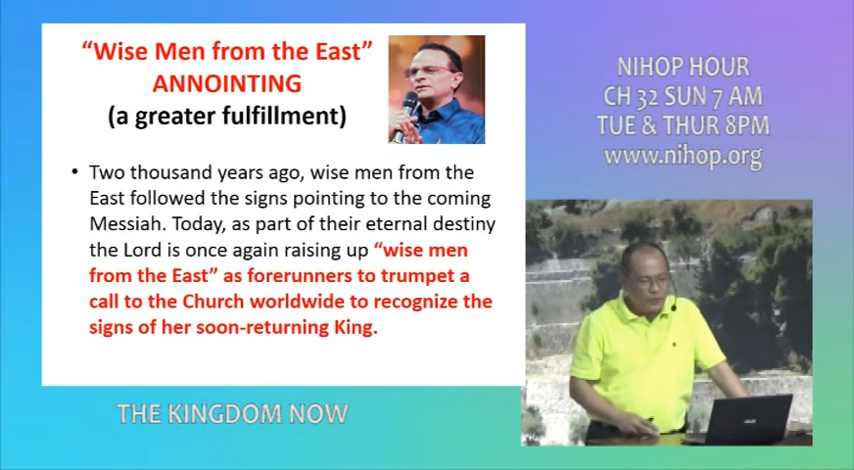 “Wise Men from the East”
ANNOINTING
(a greater fulfillment)
• Two thousand years ago, wise men from the
East followed the signs pointing to the coming
Messiah. Today, as part of their eternal destiny
the Lord is once again raising up “wise men
from the East” as forerunners to trumpet a
call to the Church worldwide to recognize the
signs of her soon-returning King.
NIHOP HOUR
CH 32 SUN 7 AM
TUE & THUR 8PM
www.nihop.org
THE KINGDOM NOW